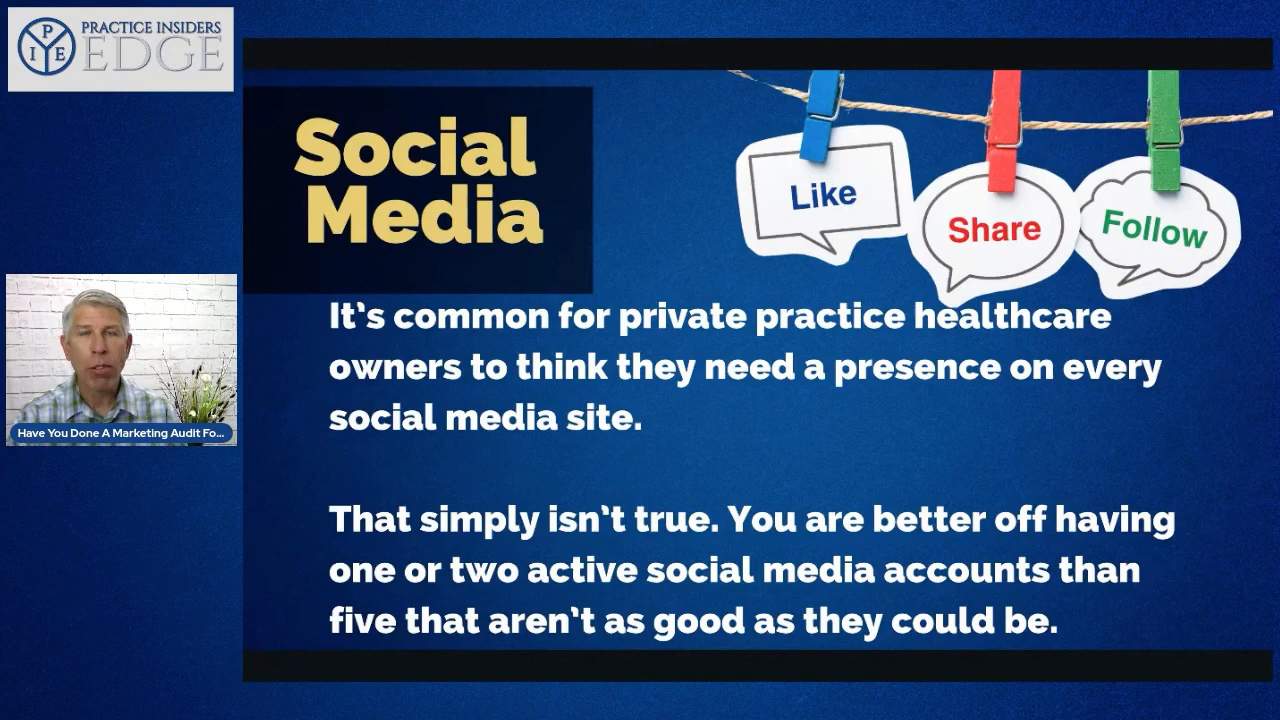 PRACTICE INSIDERS
EDGE
P
I
E
Social
Media
Like
Share
Follow
It's common for private practice healthcare
owners to think they need a presence on every
social media site.
That simply isn't true. You are better off having
one or two active social media accounts than
five that aren't as good as they could be.
Have You Done A Marketing Audit Fo...